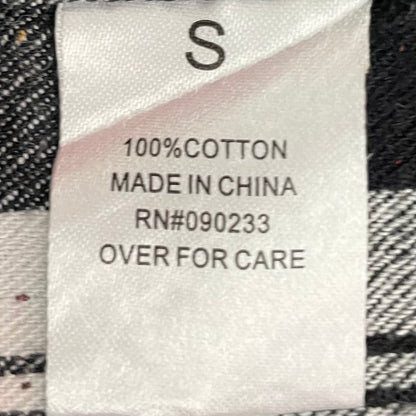 S
100%COTTON
MADE IN CHINA
RN#090233
OVER FOR CARE